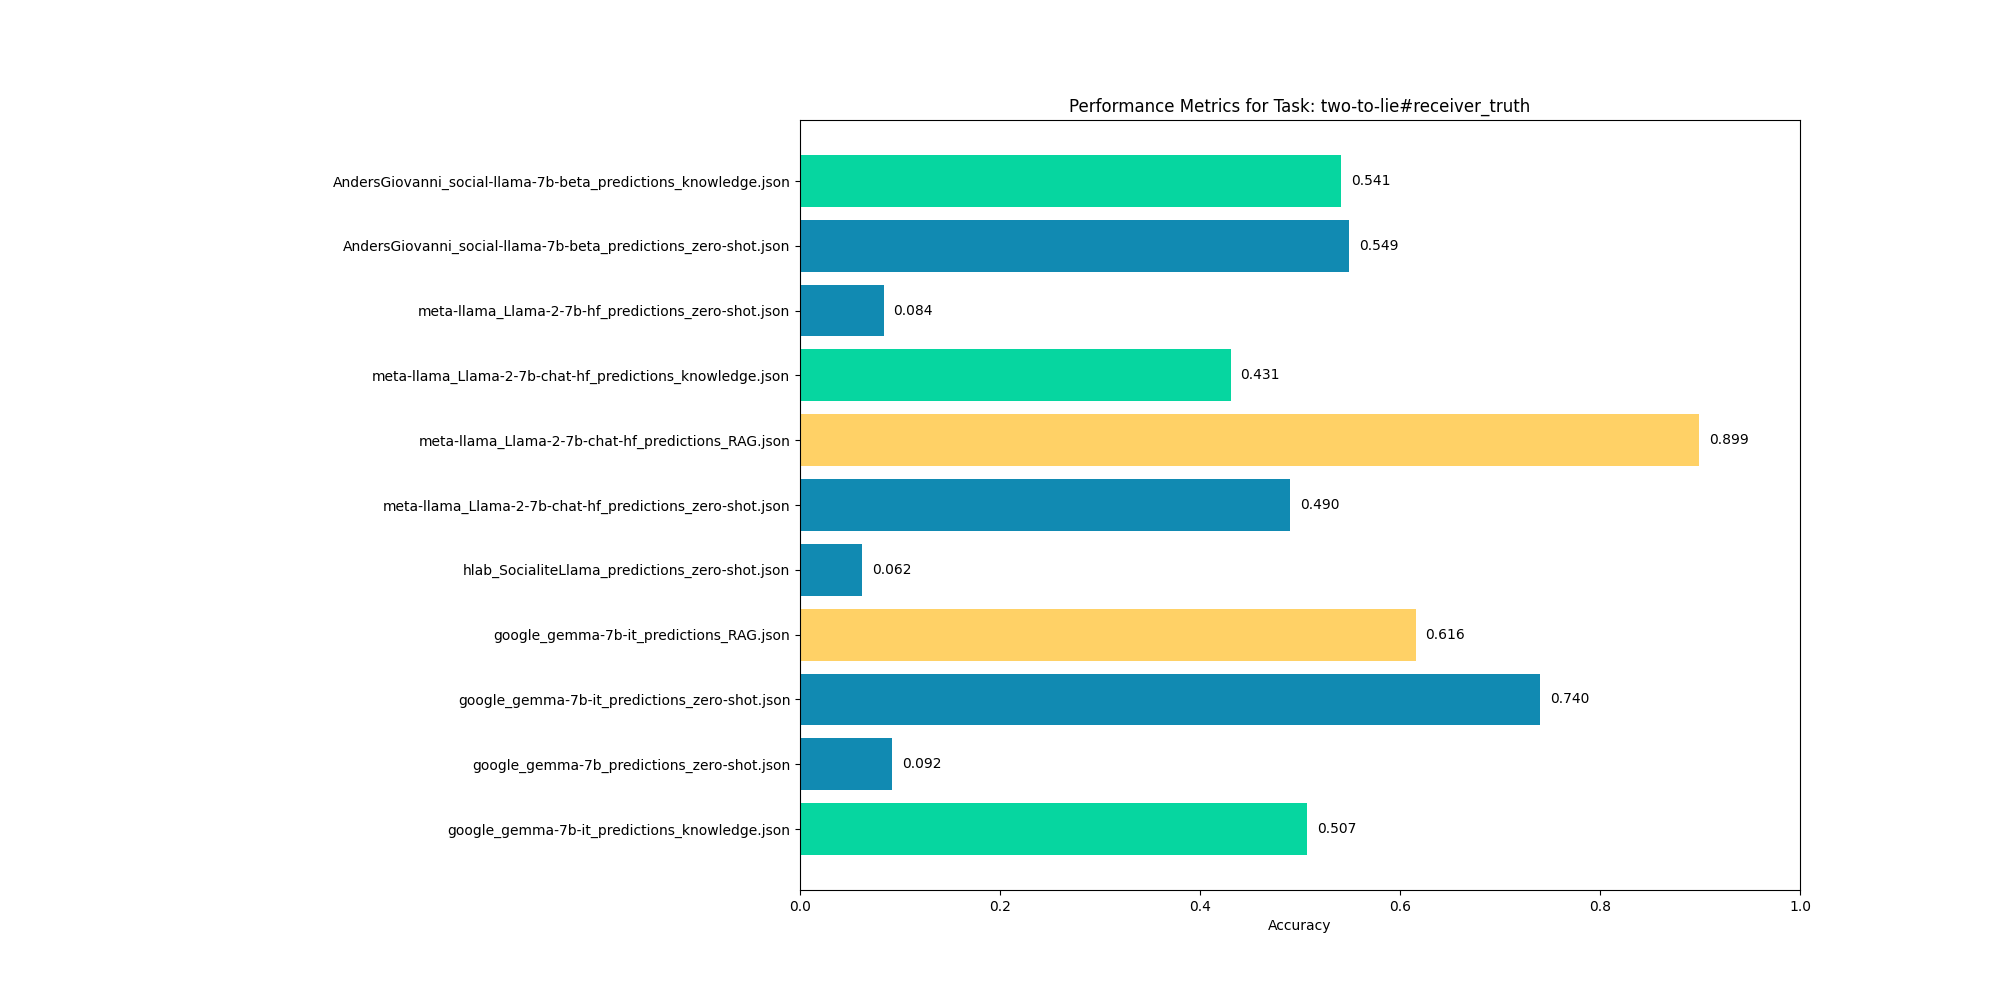 Performance Metrics for Task: two-to-lie#receiver_truth
AndersGiovanni_social-llama-7b-beta_predictions_knowledge.json
0.541
AndersGiovanni_social-llama-7b-beta_predictions_zero-shot.json
0.549
meta-llama_Llama-2-7b-hf_predictions_zero-shot.json
0.084
meta-llama_Llama-2-7b-chat-hf_predictions_knowledge.json
0.431
meta-llama_Llama-2-7b-chat-hf_predictions_RAG.json
0.899
meta-llama_Llama-2-7b-chat-hf_predictions_zero-shot.json
0.490
hlab_SocialiteLlama_predictions_zero-shot.json
0.062
google_gemma-7b-it_predictions_RAG.json
0.616
google_gemma-7b-it_predictions_zero-shot.json
0.740
google_gemma-7b_predictions_zero-shot.json
0.092
google_gemma-7b-it_predictions_knowledge.json
0.507
0.0 0.2 0.4 0.6 0.8 1.0
Accuracy